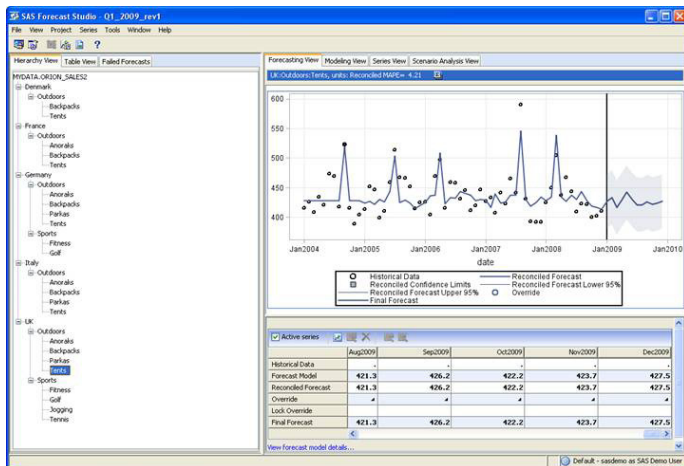 SAS Forecast Studio - Q1_2009_rev1
File View Project Series Tools Window Help
Hierarchy View Table View Failed Forecasts
MYDATA.ORION_SALES2
Denmark
Outdoors
Backpacks
Tents
France
Outdoors
Anoraks
Backpacks
Tents
Germany
Outdoors
Anoraks
Backpacks
Parkas
Tents
Sports
Fitness
Golf
Italy
Outdoors
Anoraks
Backpacks
Parkas
Tents
UK
Outdoors
Anoraks
Backpacks
Parkas
Tents
Sports
Fitness
Golf
Jogging
Tennis
Forecasting View Modeling View Series View Scenario Analysis View
UK:Outdoors:Tents, units: Reconciled MAPE= 4.21
600
550
500
450
400
Jan2004 Jan2005 Jan2006 Jan2007 Jan2008 Jan2009 Jan2010
date
Historical Data Reconciled Forecast
Reconciled Confidence Limits Reconciled Forecast Lower 95%
Reconciled Forecast Upper 95% Override
Final Forecast
Active series
Aug2009 Sep2009 Oct2009 Nov2009 Dec2009
Historical Data . . . . .
Forecast Model 421.3 426.2 422.2 423.7 427.5
Reconciled Forecast 421.3 426.2 422.2 423.7 427.5
Override
Lock Override
Final Forecast 421.3 426.2 422.2 423.7 427.5
View forecast model details...
Default - sasdemo as SAS Demo User